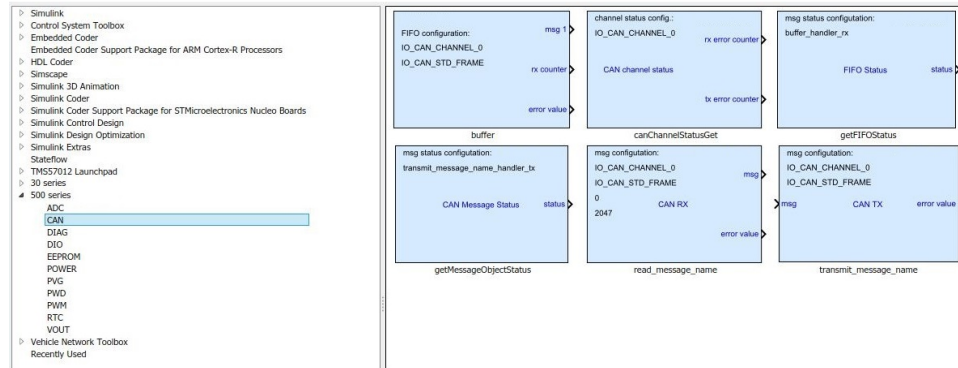 Simulink
Control System Toolbox
Embedded Coder
Embedded Coder Support Package for ARM Cortex-R Processors
HDL Coder
Simscape
Simulink 3D Animation
Simulink Coder
Simulink Coder Support Package for STMicroelectronics Nucleo Boards
Simulink Control Design
Simulink Design Optimization
Simulink Extras
Stateflow
TMS57012 Launchpad
30 series
500 series
ADC
CAN
DIAG
DIO
EEPROM
POWER
PVG
PWD
PWM
RTC
VOUT
Vehicle Network Toolbox
Recently Used
FIFO configuration:
msg 1
IO_CAN_CHANNEL_0
IO_CAN_STD_FRAME
rx counter
error value
buffer
channel status config.:
IO_CAN_CHANNEL_0
rx error counter
CAN channel status
tx error counter
canChannelStatusGet
msg status configutation:
buffer_handler_rx
FIFO Status
status
getFIFOStatus
msg status configutation:
transmit_message_name_handler_tx
CAN Message Status
status
getMessageObjectStatus
msg configutation:
IO_CAN_CHANNEL_0
msg
IO_CAN_STD_FRAME
0
CAN RX
2047
error value
read_message_name
msg configutation:
IO_CAN_CHANNEL_0
IO_CAN_STD_FRAME
msg
CAN TX
error value
transmit_message_name